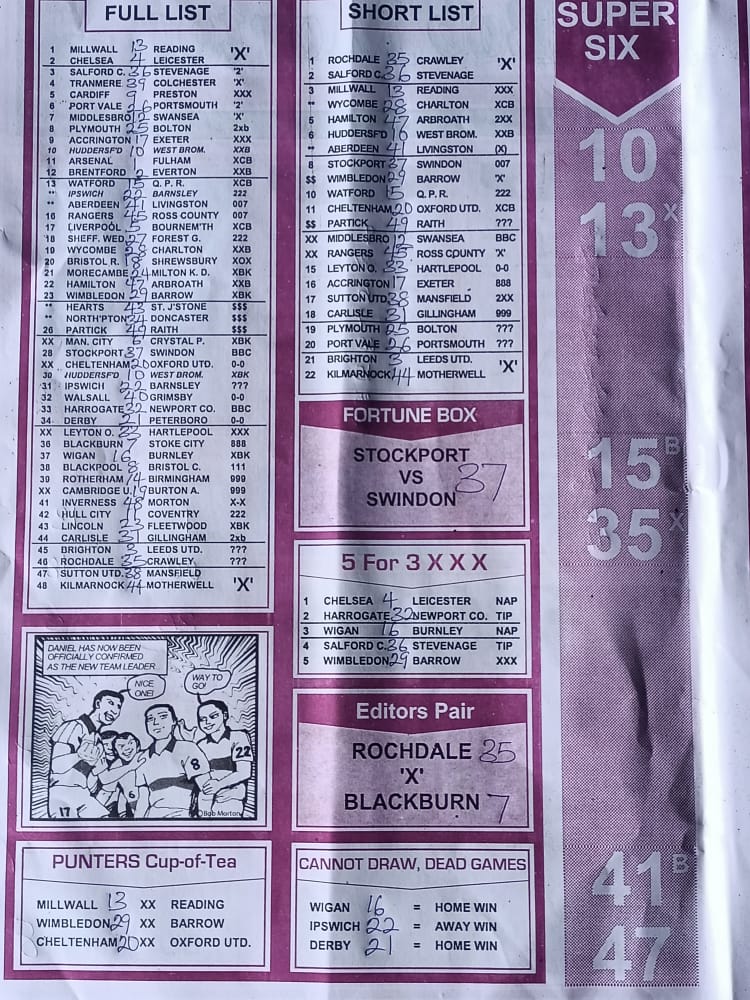 FULL LIST
1 MILLWALL 13 READING 'X'
2 CHELSEA 4 LEICESTER
3 SALFORD C. 36 STEVENAGE '2'
4 TRANMERE 39 COLCHESTER 'X'
5 CARDIFF 9 PRESTON XXX
6 PORT VALE 26 PORTSMOUTH '2'
7 MIDDLESBRO 12 SWANSEA 'X'
8 PLYMOUTH 25 BOLTON 2xb
9 ACCRINGTON 17 EXETER XXX
10 HUDDERSF'D 10 WEST BROM. XXB
11 ARSENAL 1 FULHAM XCB
12 BRENTFORD 2 EVERTON XXB
13 WATFORD 15 Q. P. R. XCB
** IPSWICH 22 BARNSLEY 222
** ABERDEEN 41 LIVINGSTON 007
16 RANGERS 45 ROSS COUNTY 007
17 LIVERPOOL 5 BOURNEM'TH XCB
18 SHEFF. WED 27 FOREST G. 222
19 WYCOMBE 28 CHARLTON XXB
20 BRISTOL R. 18 SHREWSBURY XOX
21 MORECAMBE 24 MILTON K. D. XBK
22 HAMILTON 47 ARBROATH XXB
23 WIMBLEDON 29 BARROW XBK
** HEARTS 43 ST. J'STONE $$$
** NORTH'PTON DONCASTER $$$
26 PARTICK 49 RAITH $$$
XX MAN. CITY 6 CRYSTAL P. XBK
28 STOCKPORT 37 SWINDON BBC
XX CHELTENHAM 20 OXFORD UTD. 0-0
30 HUDDERSF'D 10 WEST BROM. XBK
31 IPSWICH 22 BARNSLEY ???
32 WALSALL 40 GRIMSBY 0-0
33 HARROGATE 32 NEWPORT CO. BBC
34 DERBY 21 PETERBORO 0-0
XX LEYTON O. 33 HARTLEPOOL XXX
36 BLACKBURN 7 STOKE CITY 888
37 WIGAN 16 BURNLEY XBK
38 BLACKPOOL 8 BRISTOL C. 111
39 ROTHERHAM 14 BIRMINGHAM 999
XX CAMBRIDGE U. 19 BURTON A. 999
41 INVERNESS 48 MORTON X-X
42 HULL CITY 11 COVENTRY 222
43 LINCOLN 23 FLEETWOOD XBK
44 CARLISLE 31 GILLINGHAM 2xb
45 BRIGHTON 3 LEEDS UTD. ???
46 ROCHDALE 35 CRAWLEY ???
47 SUTTON UTD. 38 MANSFIELD 'X'
48 KILMARNOCK 44 MOTHERWELL
DANIEL HAS NOW BEEN
OFFICIALLY CONFIRMED
AS THE NEW TEAM LEADER
NICE
ONE!
WAY TO
GO!
8
8
22
17
©Bob Morton
PUNTERS Cup-of-Tea
MILLWALL 13 XX READING
WIMBLEDON 29 XX BARROW
CHELTENHAM 20 XX OXFORD UTD.
SHORT LIST
1 ROCHDALE 35 CRAWLEY 'X'
2 SALFORD C. 36 STEVENAGE
3 MILLWALL 13 READING XXX
** WYCOMBE 28 CHARLTON XCB
5 HAMILTON 47 ARBROATH 2XX
6 HUDDERSF'D 10 WEST BROM. XXB
** ABERDEEN 41 LIVINGSTON (X)
8 STOCKPORT 37 SWINDON 007
$$ WIMBLEDON 29 BARROW 'X'
10 WATFORD 15 Q. P. R. 222
11 CHELTENHAM 20 OXFORD UTD. XCB
$$ PARTICK 49 RAITH ???
XX MIDDLESBRO 12 SWANSEA BBC
XX RANGERS 45 ROSS COUNTY 'X'
15 LEYTON O. 33 HARTLEPOOL 0-0
16 ACCRINGTON 17 EXETER 888
17 SUTTON UTD 38 MANSFIELD 2XX
18 CARLISLE 31 GILLINGHAM 999
19 PLYMOUTH 25 BOLTON ???
20 PORT VALE 26 PORTSMOUTH ???
21 BRIGHTON 3 LEEDS UTD. 'X'
22 KILMARNOCK 44 MOTHERWELL
FORTUNE BOX
STOCKPORT
VS 37
SWINDON
5 For 3 X X X
1 CHELSEA 4 LEICESTER NAP
2 HARROGATE 32 NEWPORT CO. TIP
3 WIGAN 16 BURNLEY NAP
4 SALFORD C. 36 STEVENAGE TIP
5 WIMBLEDON 29 BARROW XXX
Editors Pair
ROCHDALE 35
'X'
BLACKBURN 7
CANNOT DRAW, DEAD GAMES
WIGAN 16 = HOME WIN
IPSWICH 22 = AWAY WIN
DERBY 21 = HOME WIN
SUPER
SIX
10
13X
15B
35X
41B
47